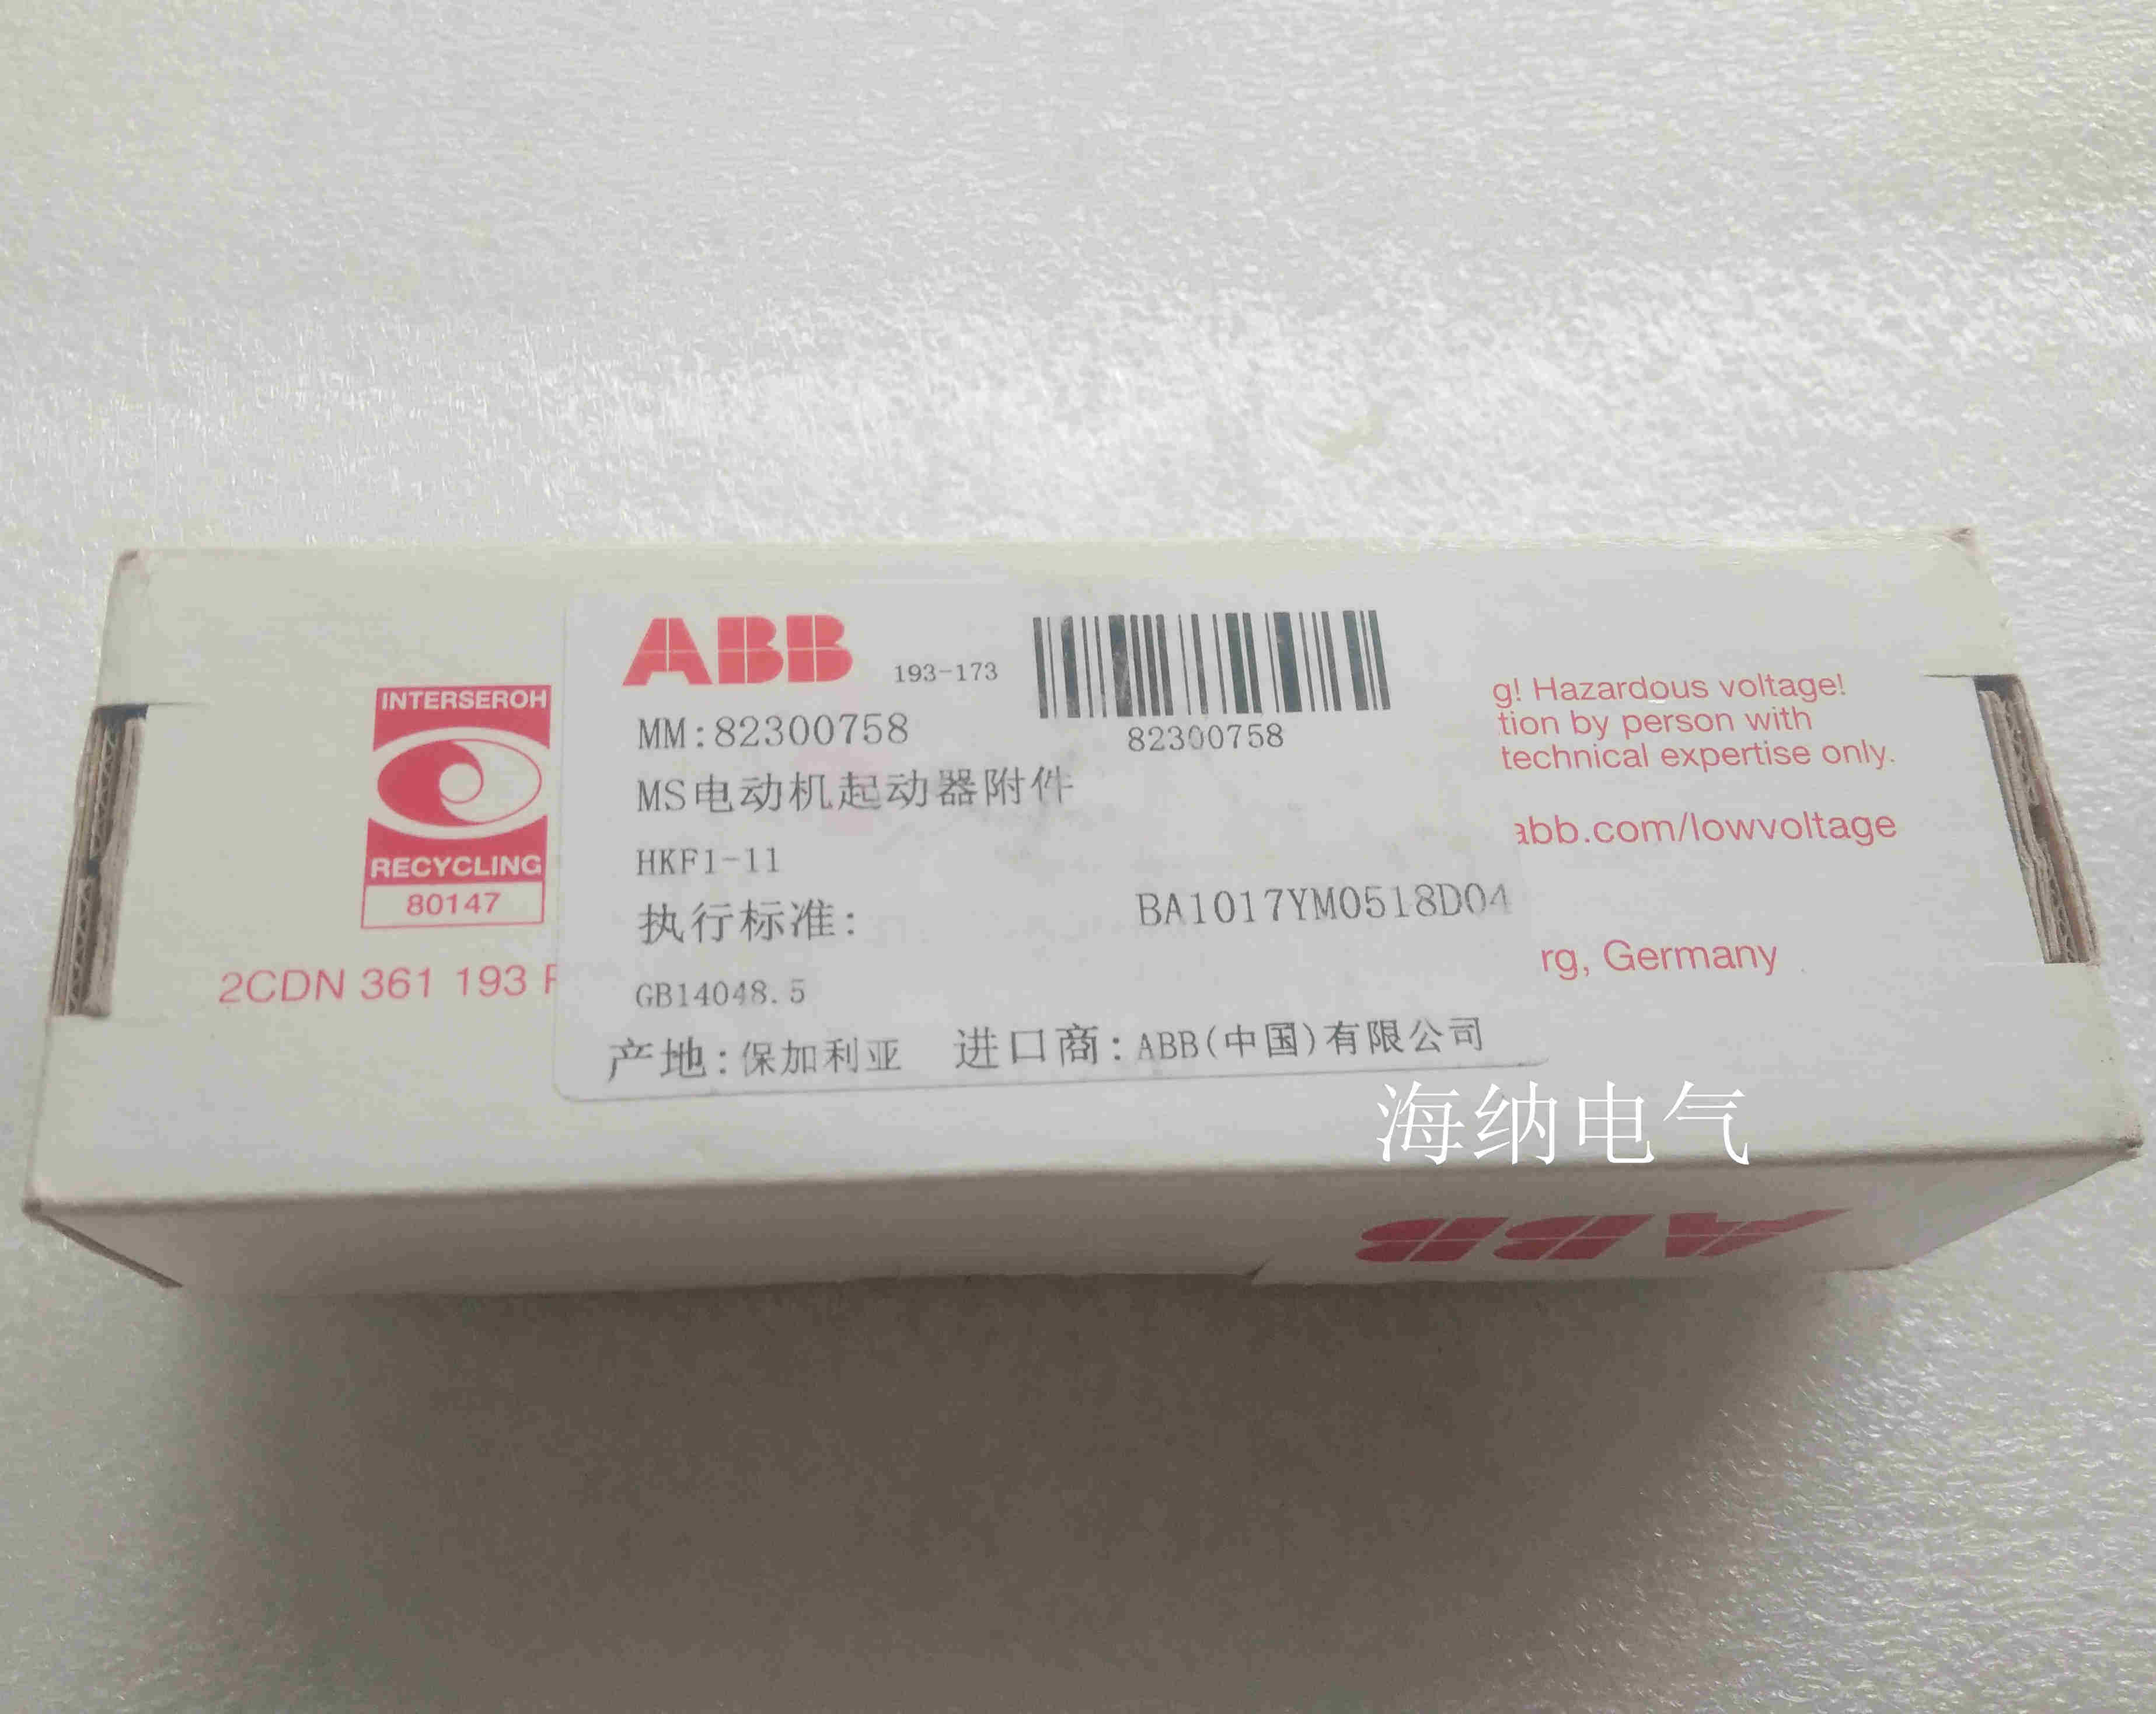 INTERSEROH
RECYCLING
80147
2CDN 361 193
ABB
193-173
82300758
MM:82300758
MS电动机起动器附件
HKF1-11
执行标准:
BA1017YM0518D04
GB14048.5
产地:保加利亚 进口商:ABB(中国)有限公司
g! Hazardous voltage!
tion by person with
technical expertise only.
abb.com/lowvoltage
rg, Germany
海纳电气
ABB